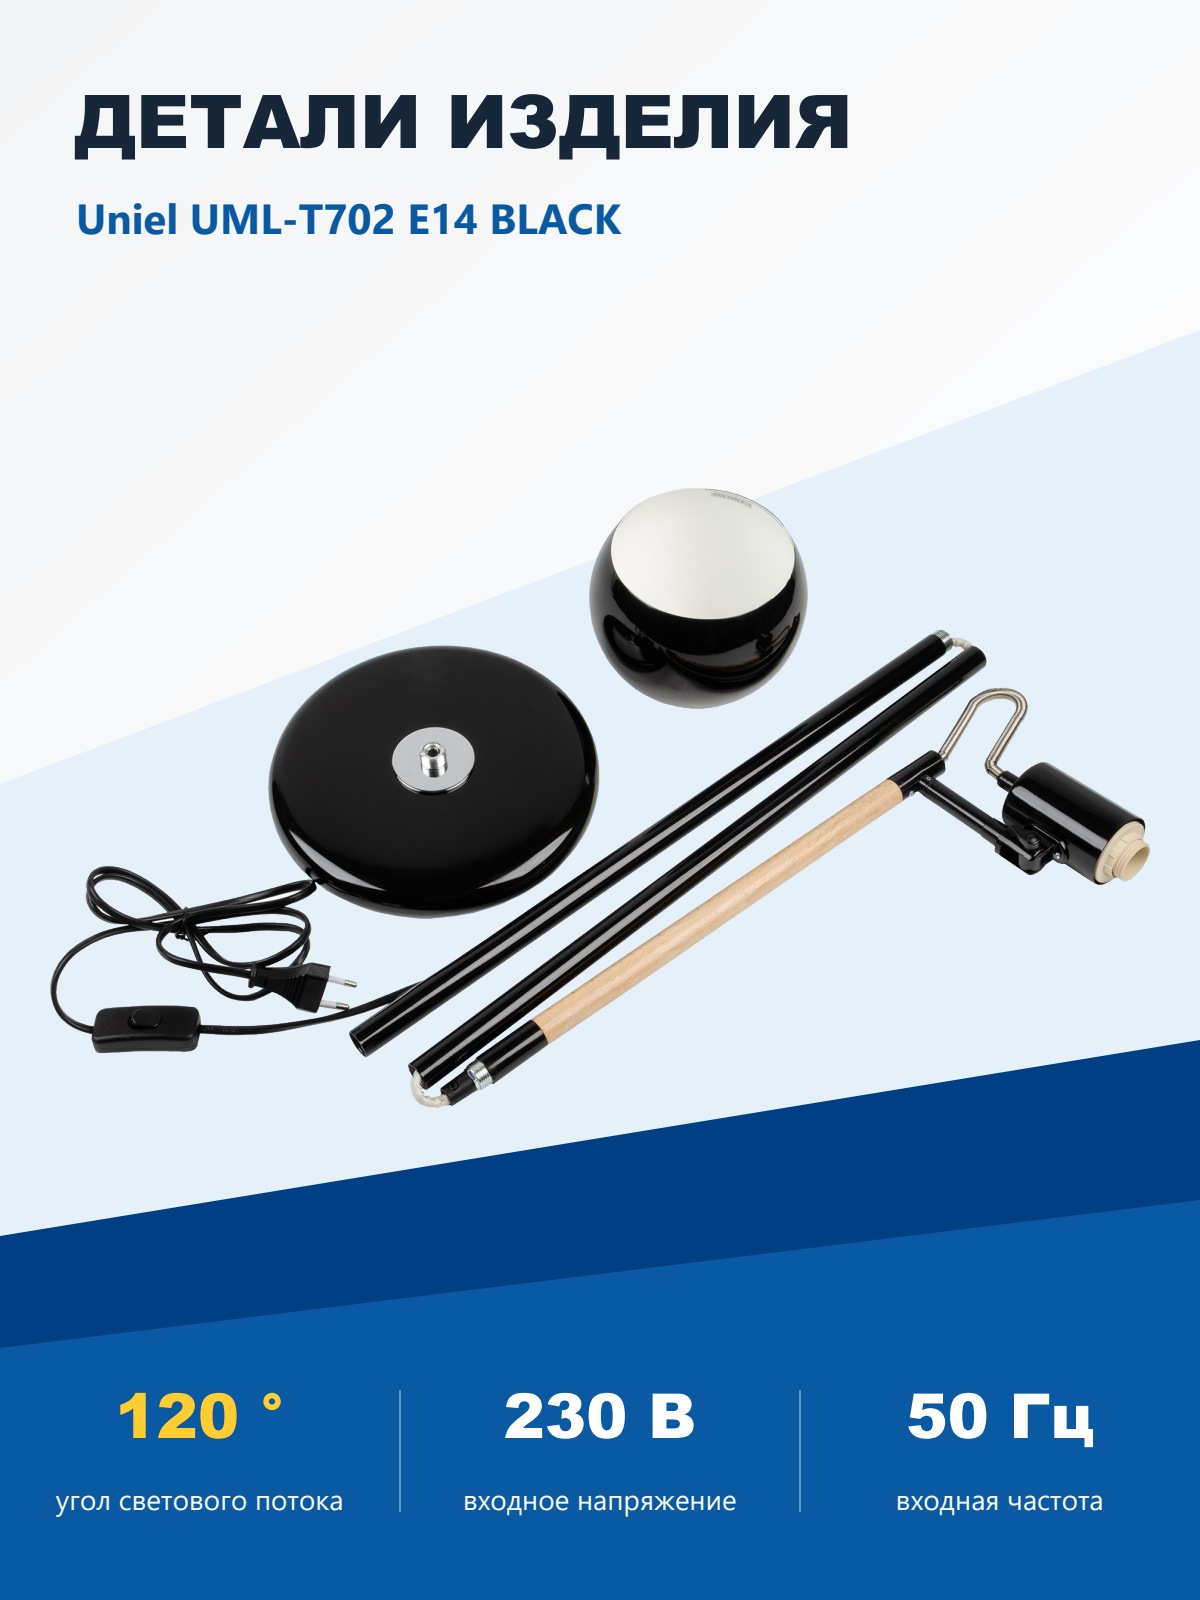 ДЕТАЛИ ИЗДЕЛИЯ
Uniel UML-T702 E14 BLACK
120 °
230 В
50 Гц
угол светового потока
входное напряжение
входная частота